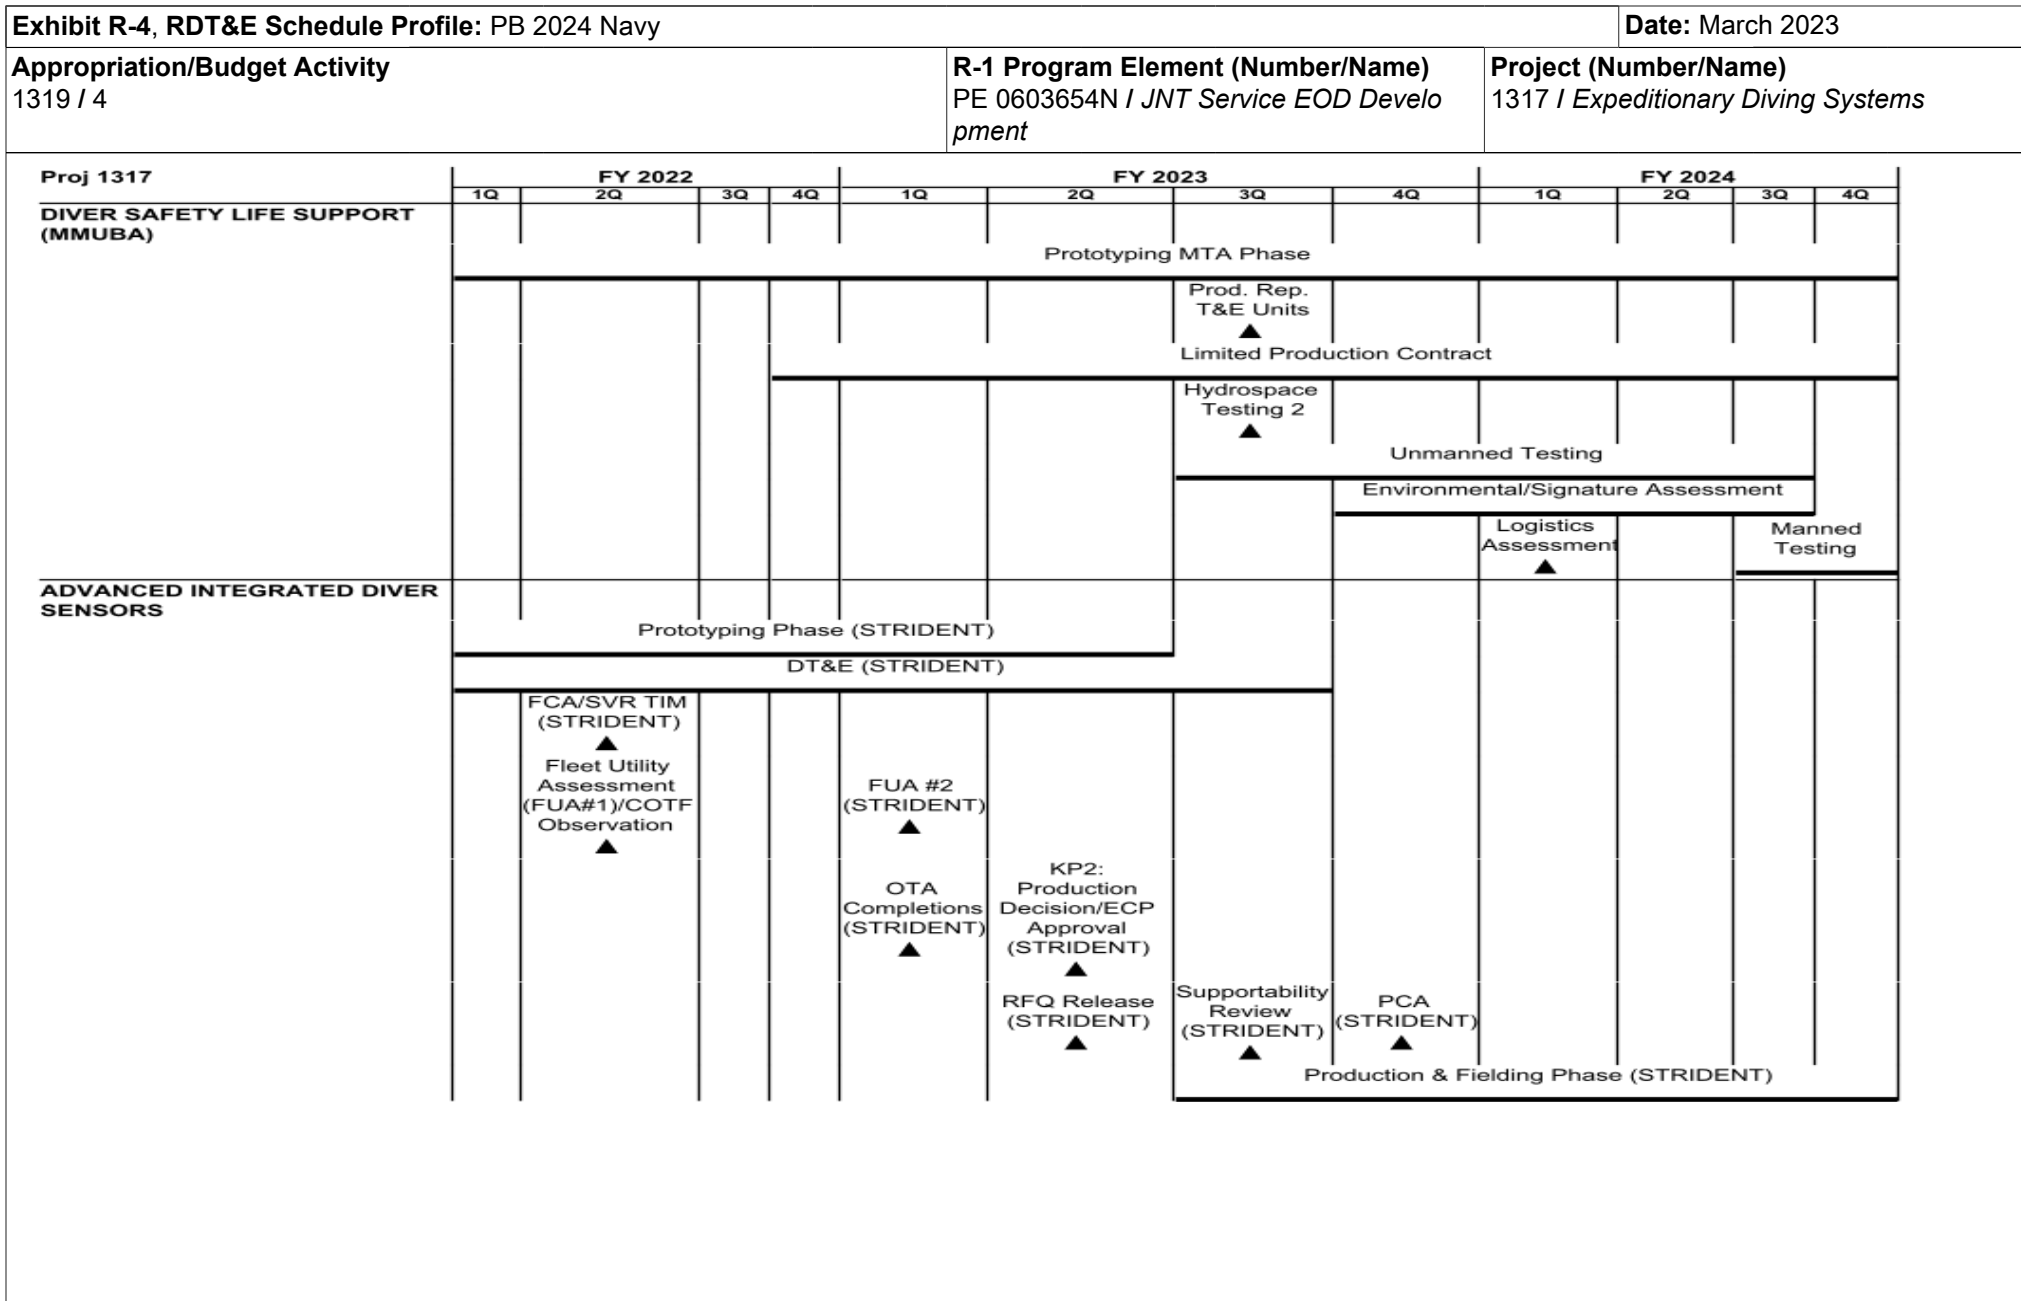 Exhibit R-4, RDT&E Schedule Profile: PB 2024 Navy
Date: March 2023
Appropriation/Budget Activity
1319 / 4
R-1 Program Element (Number/Name)
PE 0603654N / JNT Service EOD Develo
pment
Project (Number/Name)
1317 / Expeditionary Diving Systems
Proj 1317
FY 2022
FY 2023
FY 2024
1Q 2Q 3Q 4Q 1Q 2Q 3Q 4Q 1Q 2Q 3Q 4Q
DIVER SAFETY LIFE SUPPORT
(MMUBA)
Prototyping MTA Phase
Prod. Rep.
T&E Units
Limited Production Contract
Hydrospace
Testing 2
Unmanned Testing
Environmental/Signature Assessment
Logistics
Assessment
Manned
Testing
ADVANCED INTEGRATED DIVER
SENSORS
Prototyping Phase (STRIDENT)
DT&E (STRIDENT)
FCA/SVR TIM
(STRIDENT)
Fleet Utility
Assessment
(FUA#1)/COTF
Observation
FUA #2
(STRIDENT)
OTA
Completions
(STRIDENT)
KP2:
Production
Decision/ECP
Approval
(STRIDENT)
RFQ Release
(STRIDENT)
Supportability
Review
(STRIDENT)
PCA
(STRIDENT)
Production & Fielding Phase (STRIDENT)